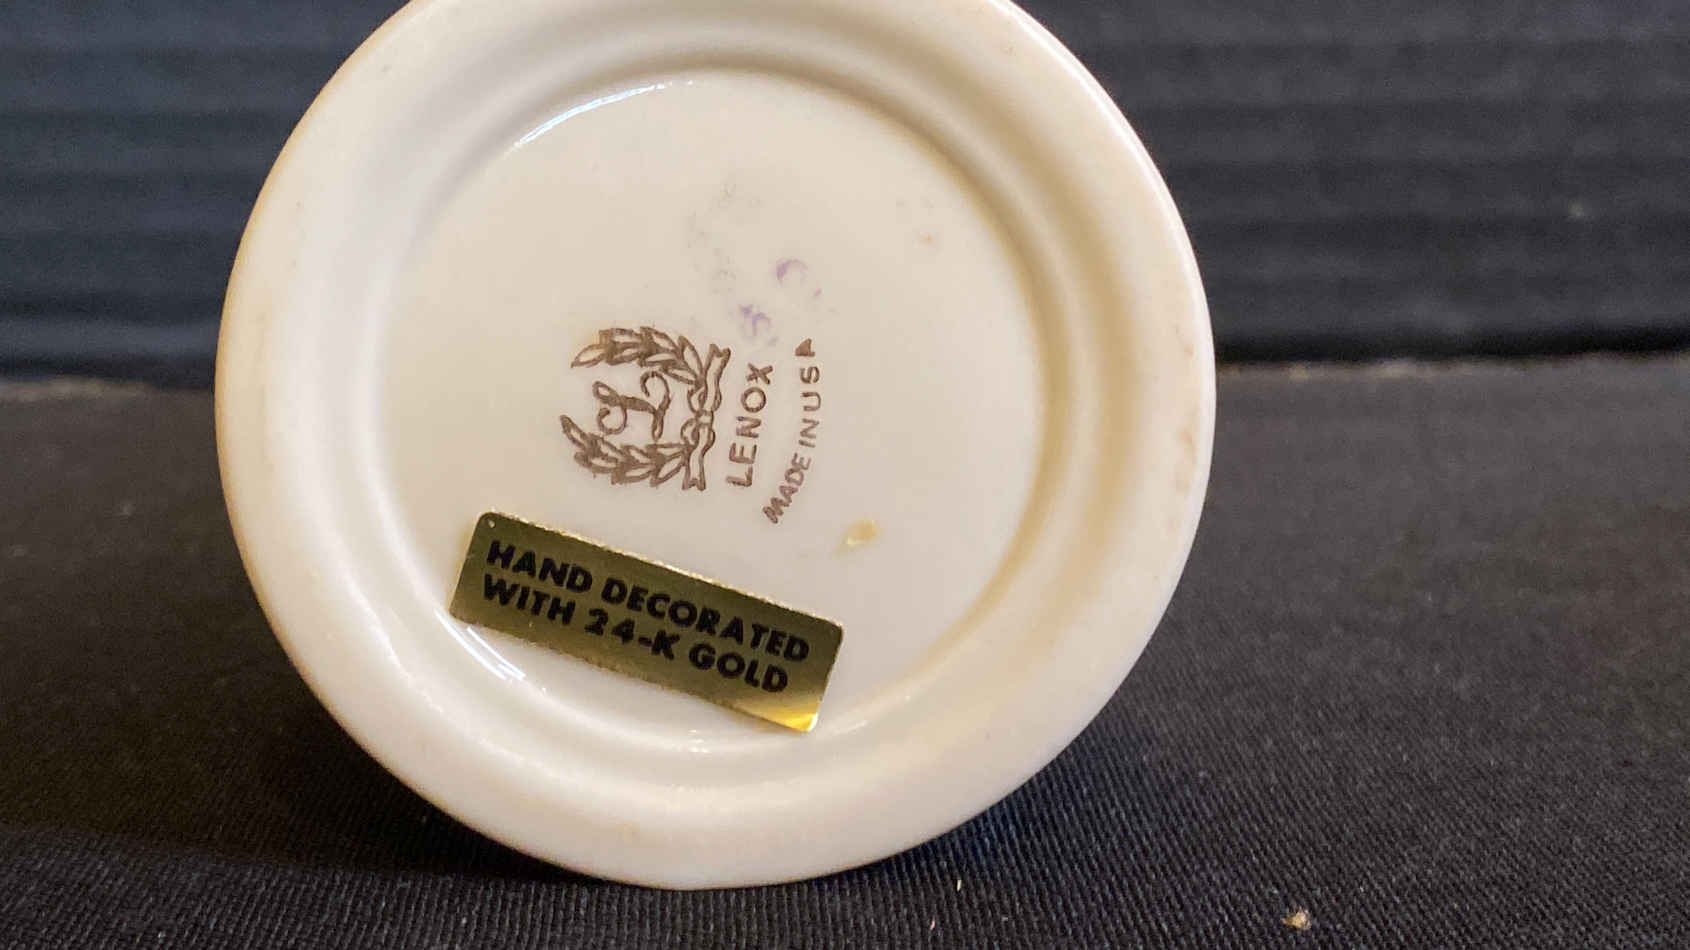 L
LENOX
MADE IN USA
HAND DECORATED
WITH 24-K GOLD